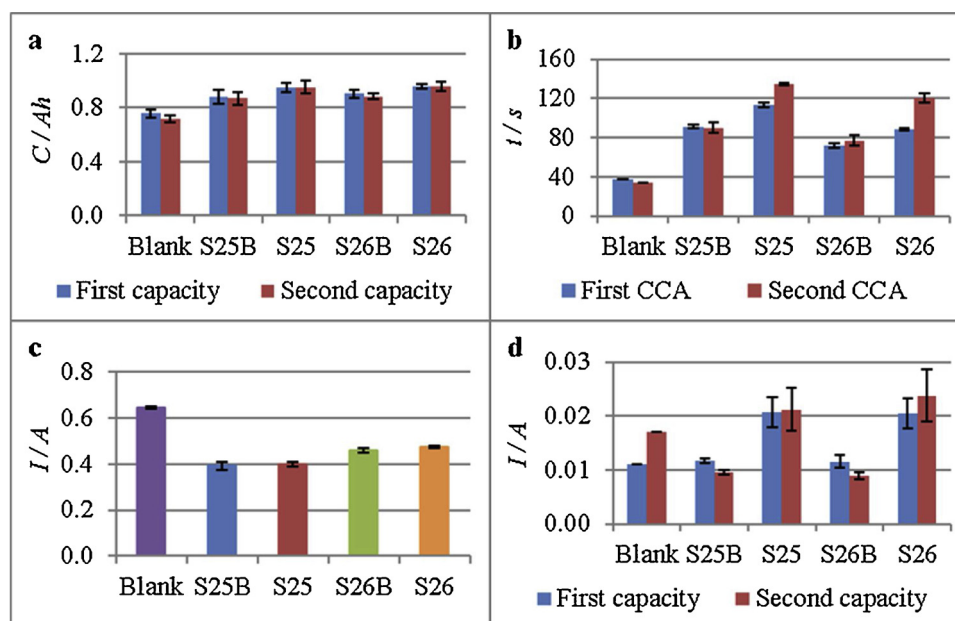 a
1.2
0.8
0.4
0.0
C / Ah
Blank S25B S25 S26B S26
First capacity Second capacity
b
160
120
80
40
0
t / s
Blank S25B S25 S26B S26
First CCA Second CCA
c
0.8
0.6
0.4
0.2
0.0
I / A
Blank S25B S25 S26B S26
d
0.03
0.02
0.01
0.00
I / A
Blank S25B S25 S26B S26
First capacity Second capacity